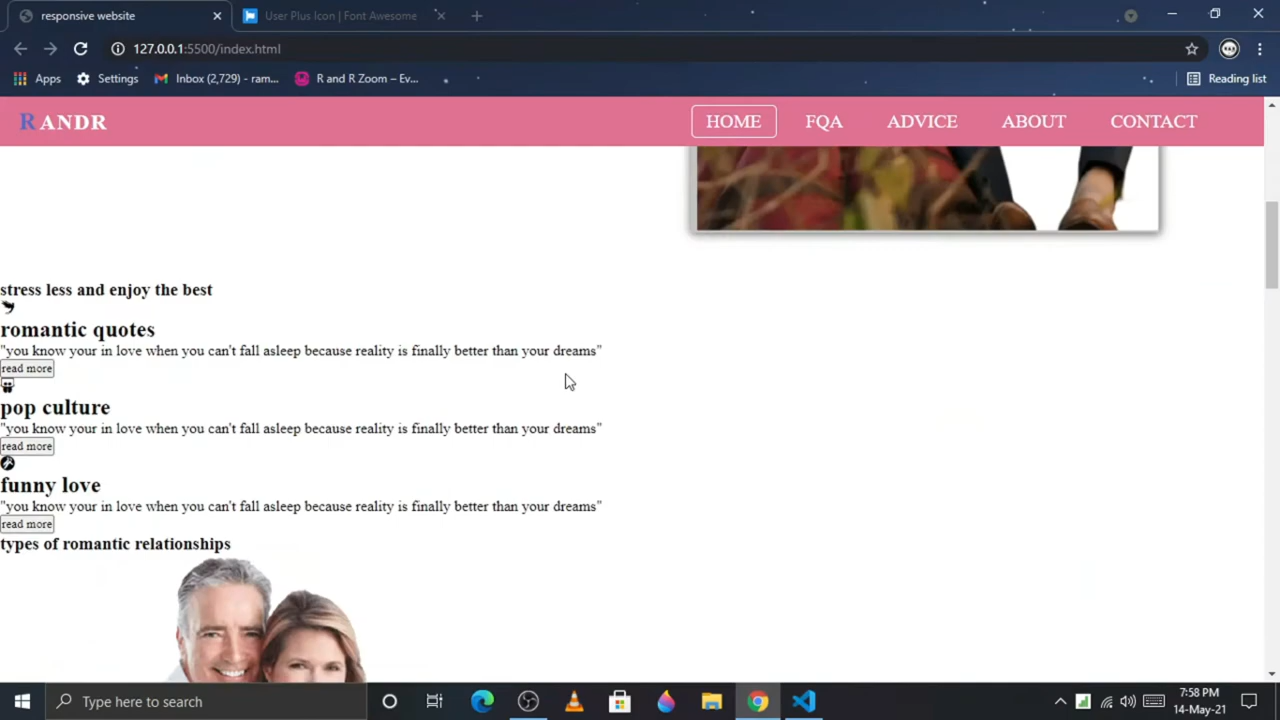 responsive website
User Plus Icon | Font Awesome
127.0.0.1:5500/index.html
Apps
Settings
Inbox (2,729) - ram...
R and R Zoom – Ev...
Reading list
R ANDR
HOME
FQA
ADVICE
ABOUT
CONTACT
stress less and enjoy the best
romantic quotes
"you know your in love when you can't fall asleep because reality is finally better than your dreams"
read more
pop culture
"you know your in love when you can't fall asleep because reality is finally better than your dreams"
read more
funny love
"you know your in love when you can't fall asleep because reality is finally better than your dreams"
read more
types of romantic relationships
Type here to search
7:58 PM
14-May-21